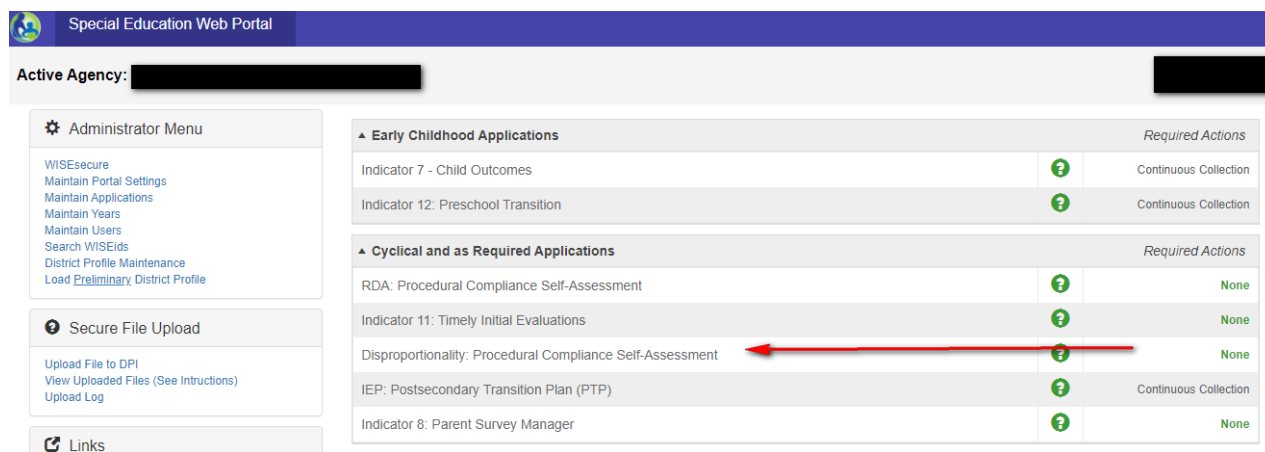 Special Education Web Portal
Active Agency:
Administrator Menu
WISEsecure
Maintain Portal Settings
Maintain Applications
Maintain Years
Maintain Users
Search WISEids
District Profile Maintenance
Load Preliminary District Profile
Secure File Upload
Upload File to DPI
View Uploaded Files (See Intructions)
Upload Log
Links
Early Childhood Applications Required Actions
Indicator 7 - Child Outcomes ? Continuous Collection
Indicator 12: Preschool Transition ? Continuous Collection
Cyclical and as Required Applications Required Actions
RDA: Procedural Compliance Self-Assessment ? None
Indicator 11: Timely Initial Evaluations ? None
Disproportionality: Procedural Compliance Self-Assessment ? None
IEP: Postsecondary Transition Plan (PTP) ? Continuous Collection
Indicator 8: Parent Survey Manager ? None